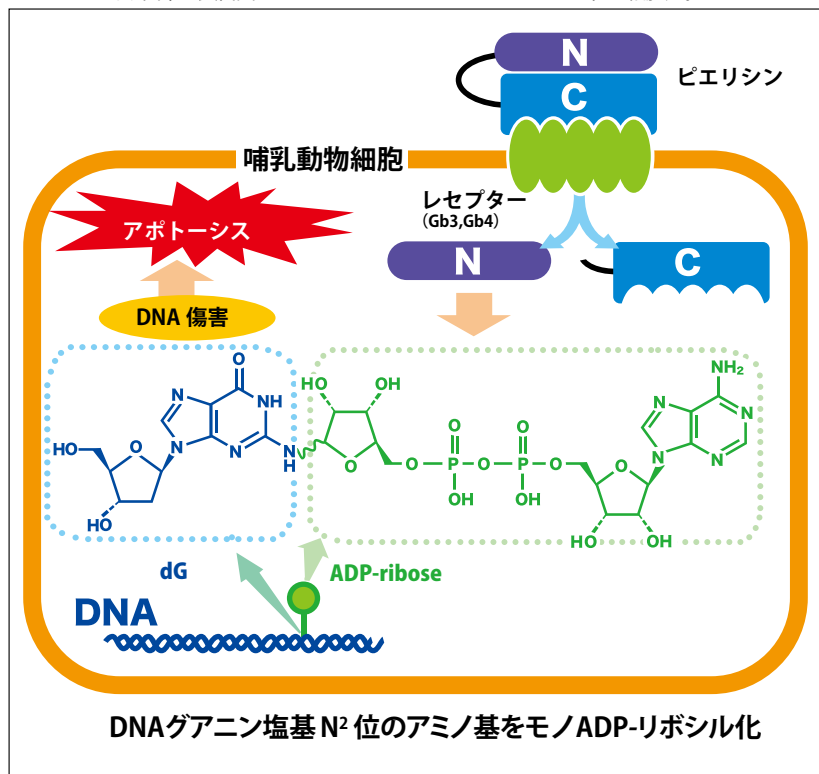 N
C
ピエリシン
哺乳動物細胞
レセプター
(Gb3,Gb4)
アポトーシス
N
C
DNA 傷害
O
N
NH
N
N
N
H
HO
O
HO
HO
OH
O
O
O
P
O
P
O
OH
OH
O
NH₂
N
N
N
N
HO
OH
dG
ADP-ribose
DNA
DNAグアニン塩基 N² 位のアミノ基をモノADP-リボシル化